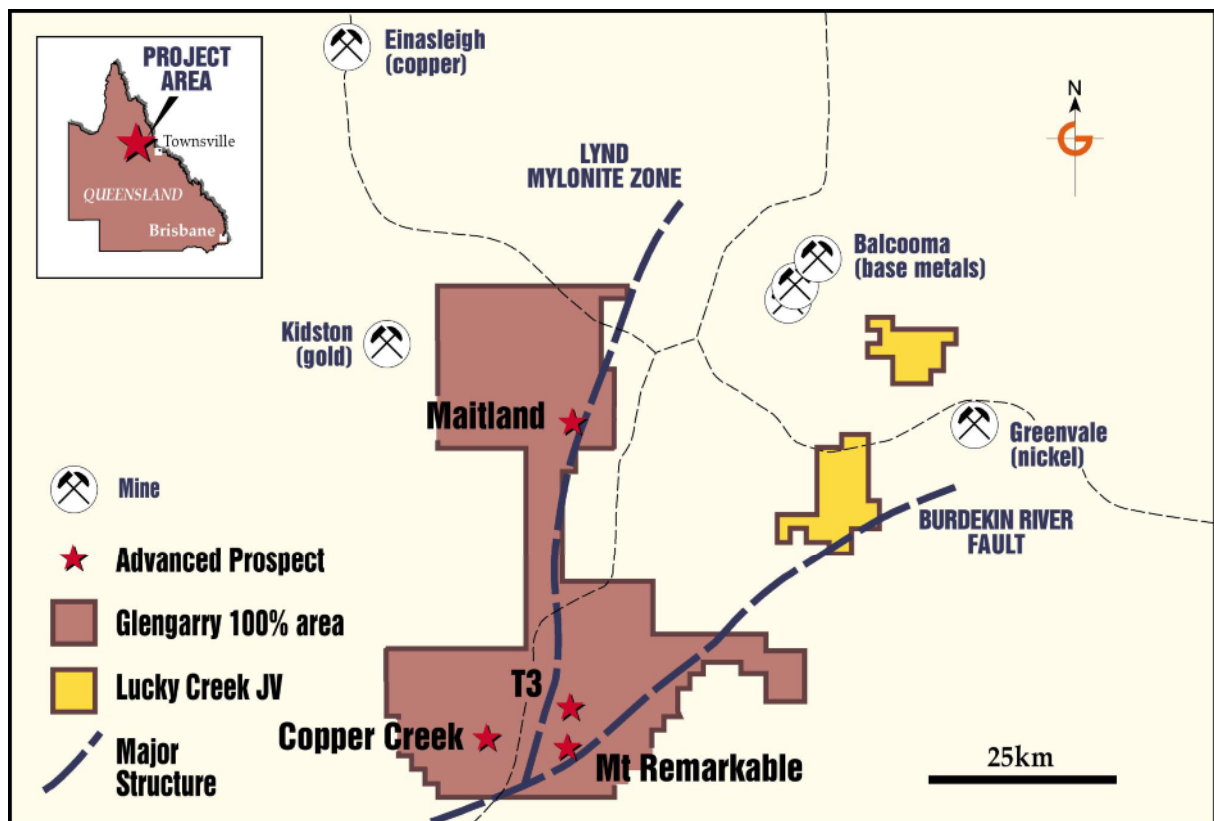 PROJECT
AREA
Townsville
QUEENSLAND
Brisbane
Einasleigh
(copper)
N
LYND
MYLONITE ZONE
Balcooma
(base metals)
Kidston
(gold)
Maitland
Greenvale
(nickel)
BURDEKIN RIVER
FAULT
Mine
Advanced Prospect
Glengarry 100% area
Lucky Creek JV
Major
Structure
T3
Copper Creek
Mt Remarkable
25km